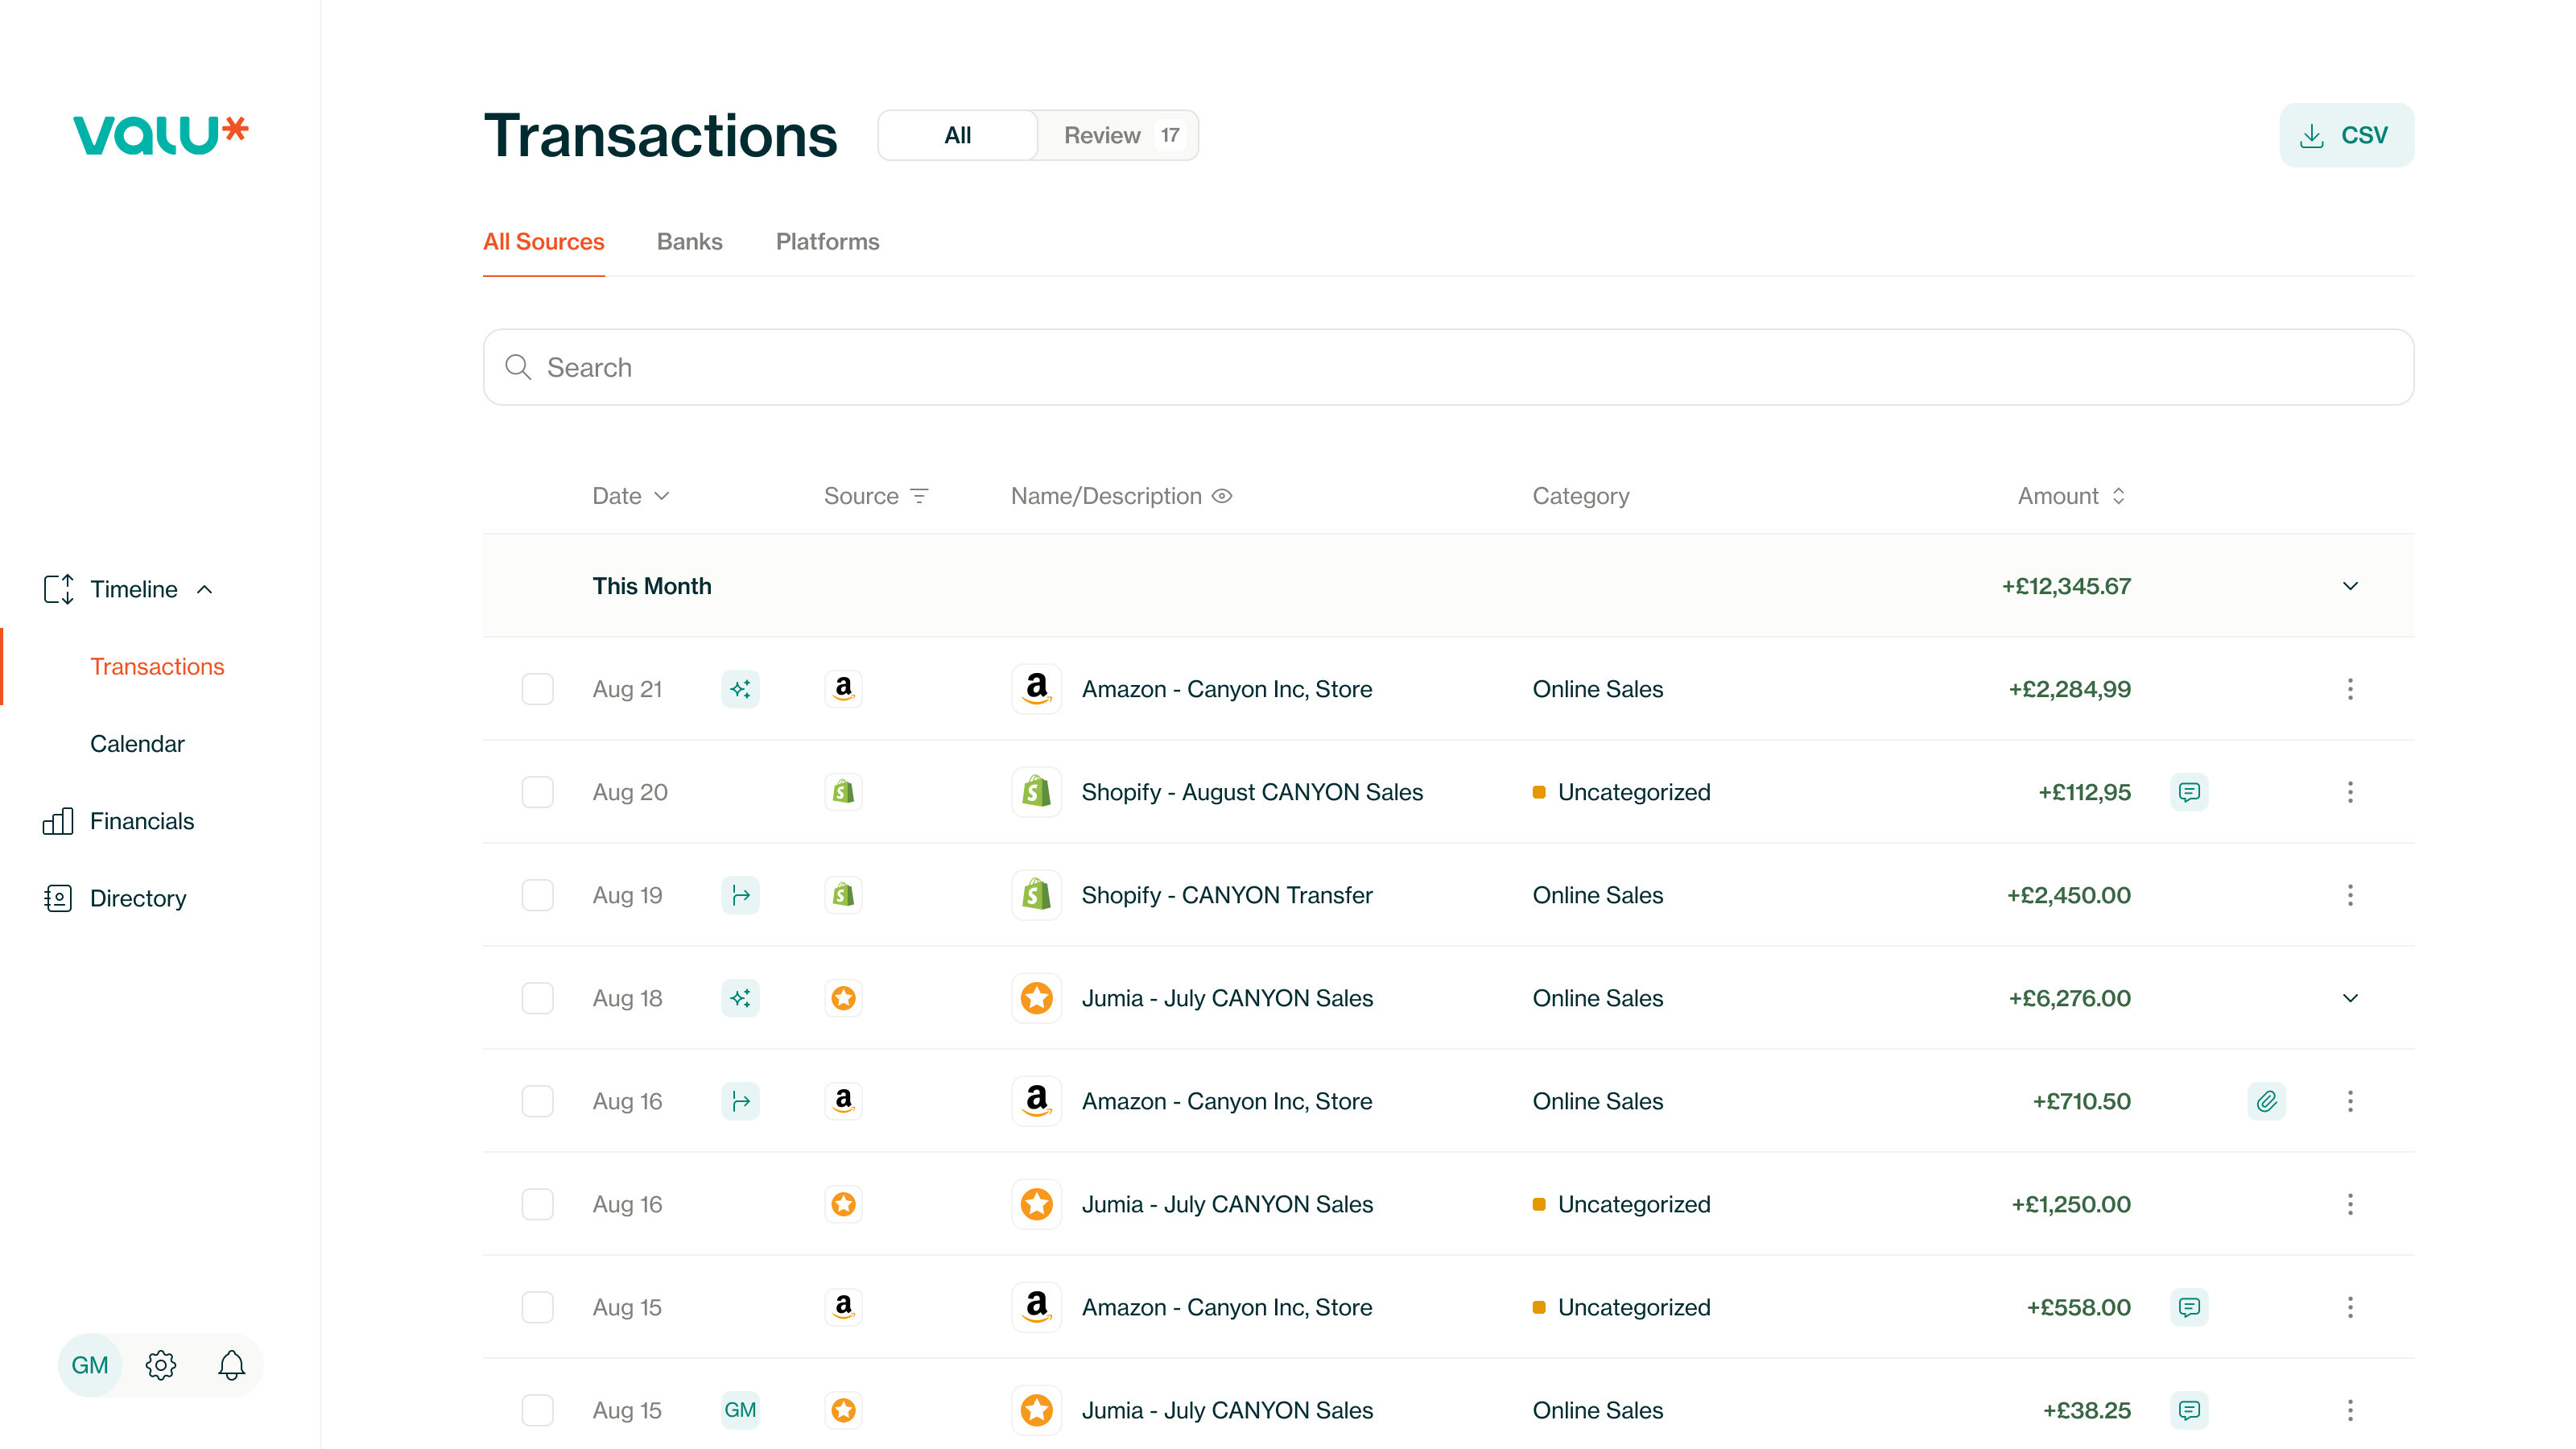 valu*
Transactions All Review 17 CSV
All Sources Banks Platforms
Search
Date Source Name/Description Category Amount
This Month +£12,345.67
Aug 21 a a Amazon - Canyon Inc, Store Online Sales +£2,284,99
Aug 20 S S Shopify - August CANYON Sales Uncategorized +£112,95
Aug 19 S S Shopify - CANYON Transfer Online Sales +£2,450.00
Aug 18 Jumia - July CANYON Sales Online Sales +£6,276.00
Aug 16 a a Amazon - Canyon Inc, Store Online Sales +£710.50
Aug 16 Jumia - July CANYON Sales Uncategorized +£1,250.00
Aug 15 a a Amazon - Canyon Inc, Store Uncategorized +£558.00
Aug 15 GM Jumia - July CANYON Sales Online Sales +£38.25
Timeline
Transactions
Calendar
Financials
Directory
GM